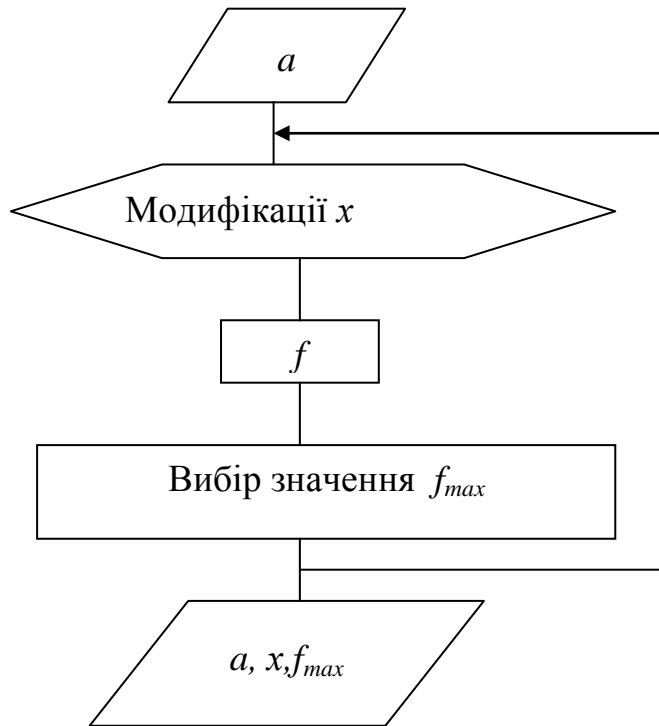 a
Модифікації x
f
Вибір значення f_max
a, x,f_max